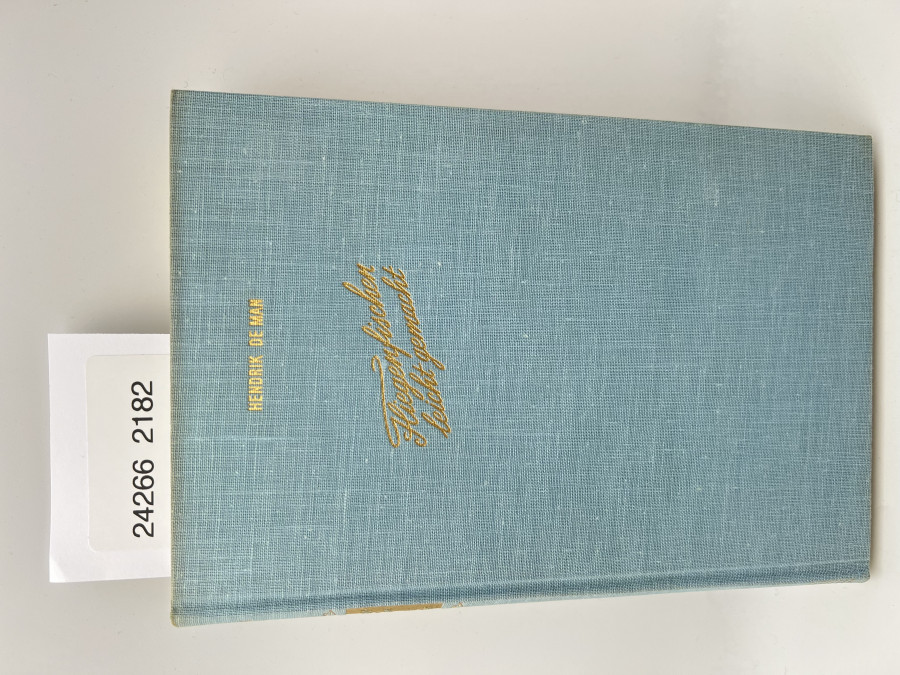 24266 2182
HENDRIK DE MAN
Fliegenfischen
leicht gemacht